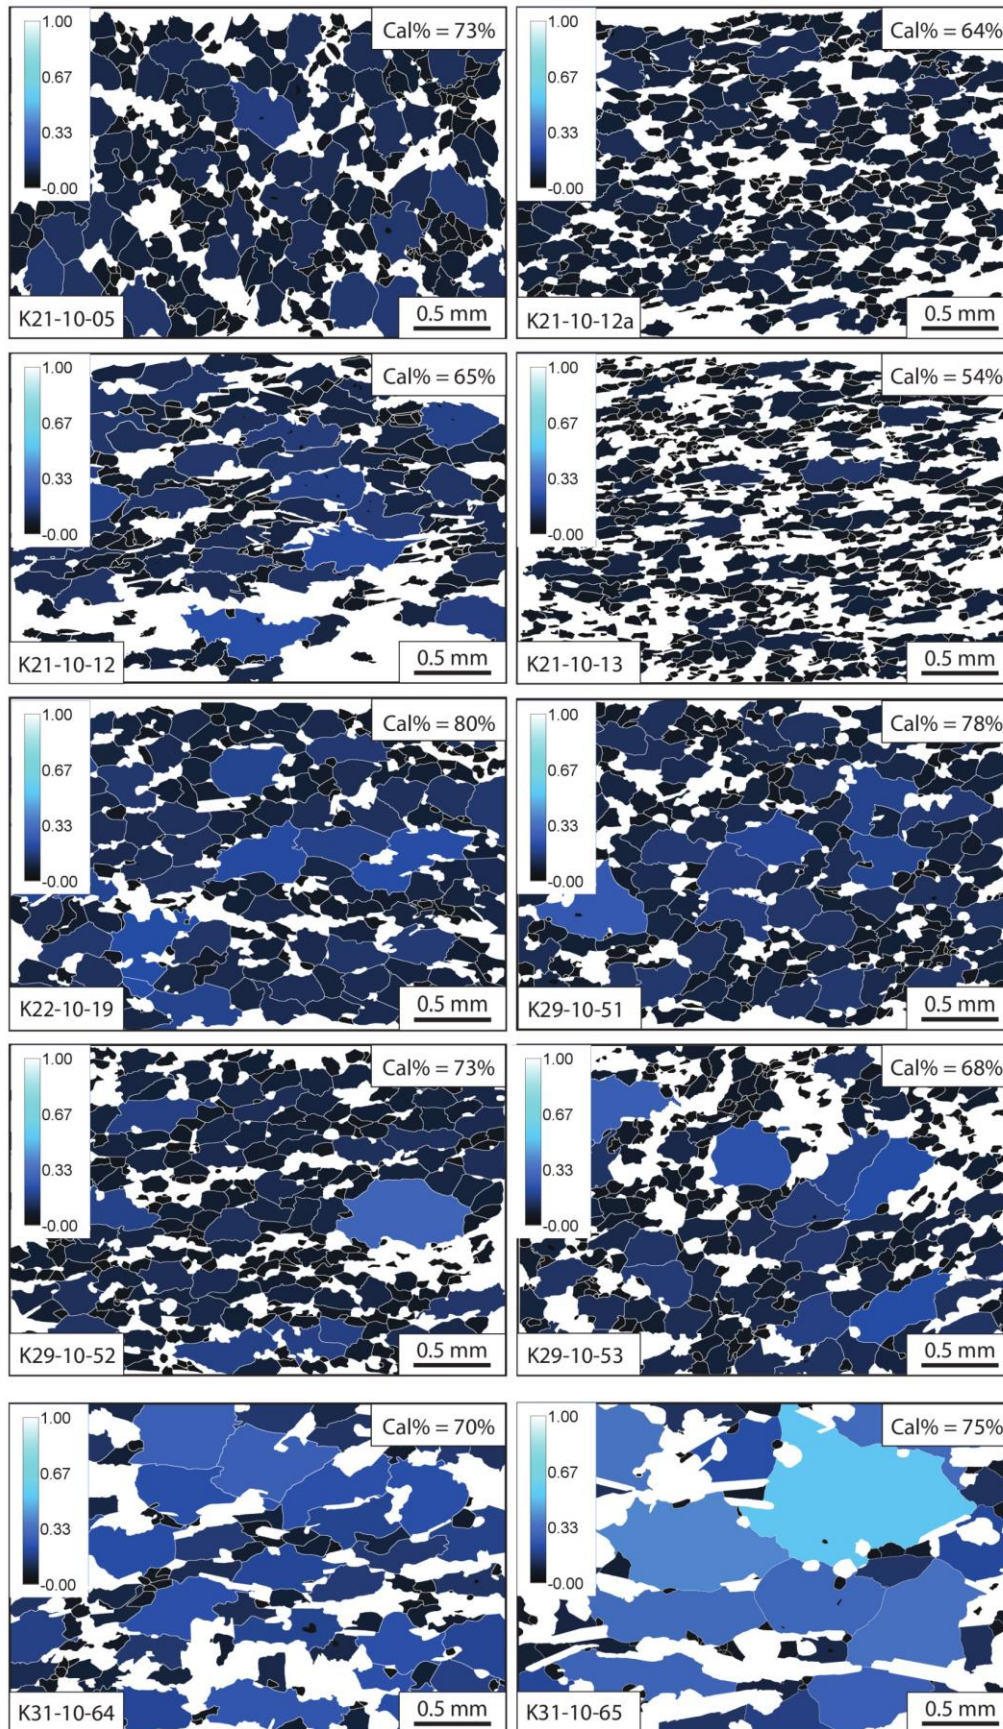 1.00
0.67
0.33
-0.00
Cal% = 73%
K21-10-05
0.5 mm
1.00
0.67
0.33
-0.00
Cal% = 64%
K21-10-12a
0.5 mm
1.00
0.67
0.33
-0.00
Cal% = 65%
K21-10-12
0.5 mm
1.00
0.67
0.33
-0.00
Cal% = 54%
K21-10-13
0.5 mm
1.00
0.67
0.33
-0.00
Cal% = 80%
K22-10-19
0.5 mm
1.00
0.67
0.33
-0.00
Cal% = 78%
K29-10-51
0.5 mm
1.00
0.67
0.33
-0.00
Cal% = 73%
K29-10-52
0.5 mm
1.00
0.67
0.33
-0.00
Cal% = 68%
K29-10-53
0.5 mm
1.00
0.67
0.33
-0.00
Cal% = 70%
K31-10-64
0.5 mm
1.00
0.67
0.33
-0.00
Cal% = 75%
K31-10-65
0.5 mm